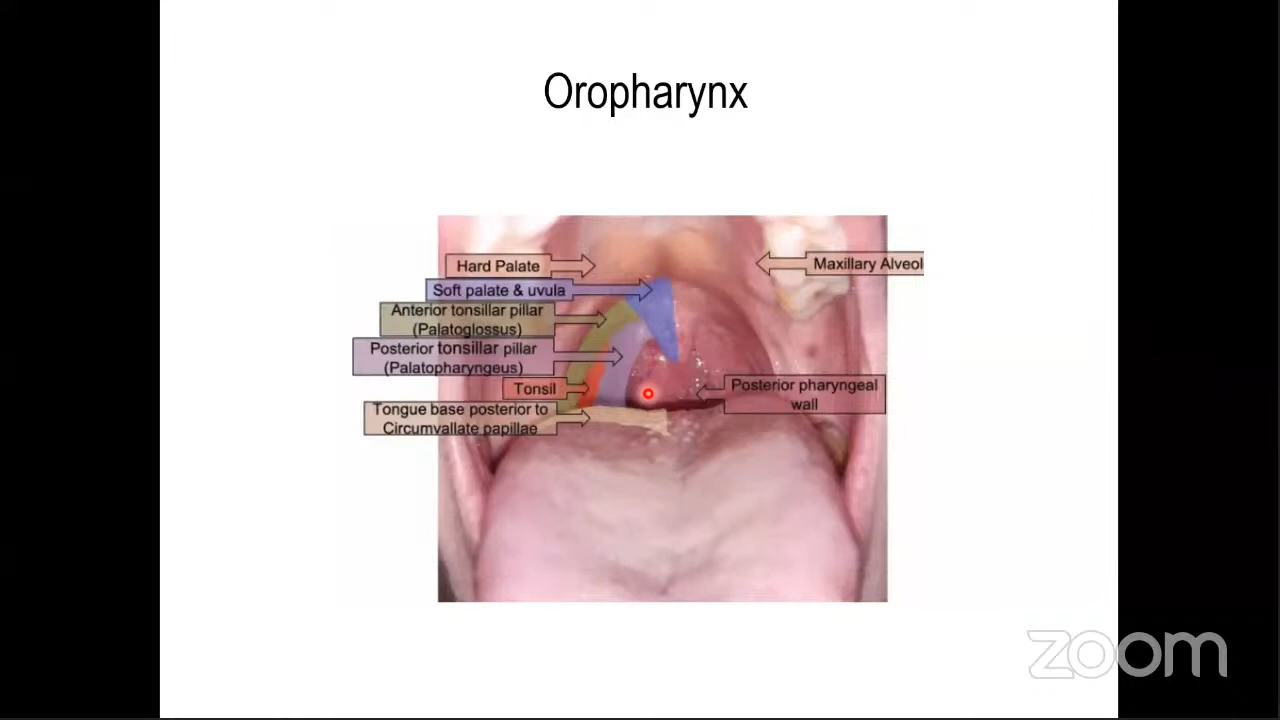 Oropharynx
Hard Palate
Maxillary Alveol
Soft palate & uvula
Anterior tonsillar pillar
(Palatoglossus)
Posterior tonsillar pillar
(Palatopharyngeus)
Tonsil
Posterior pharyngeal
wall
Tongue base posterior to
Circumvallate papillae
zoom